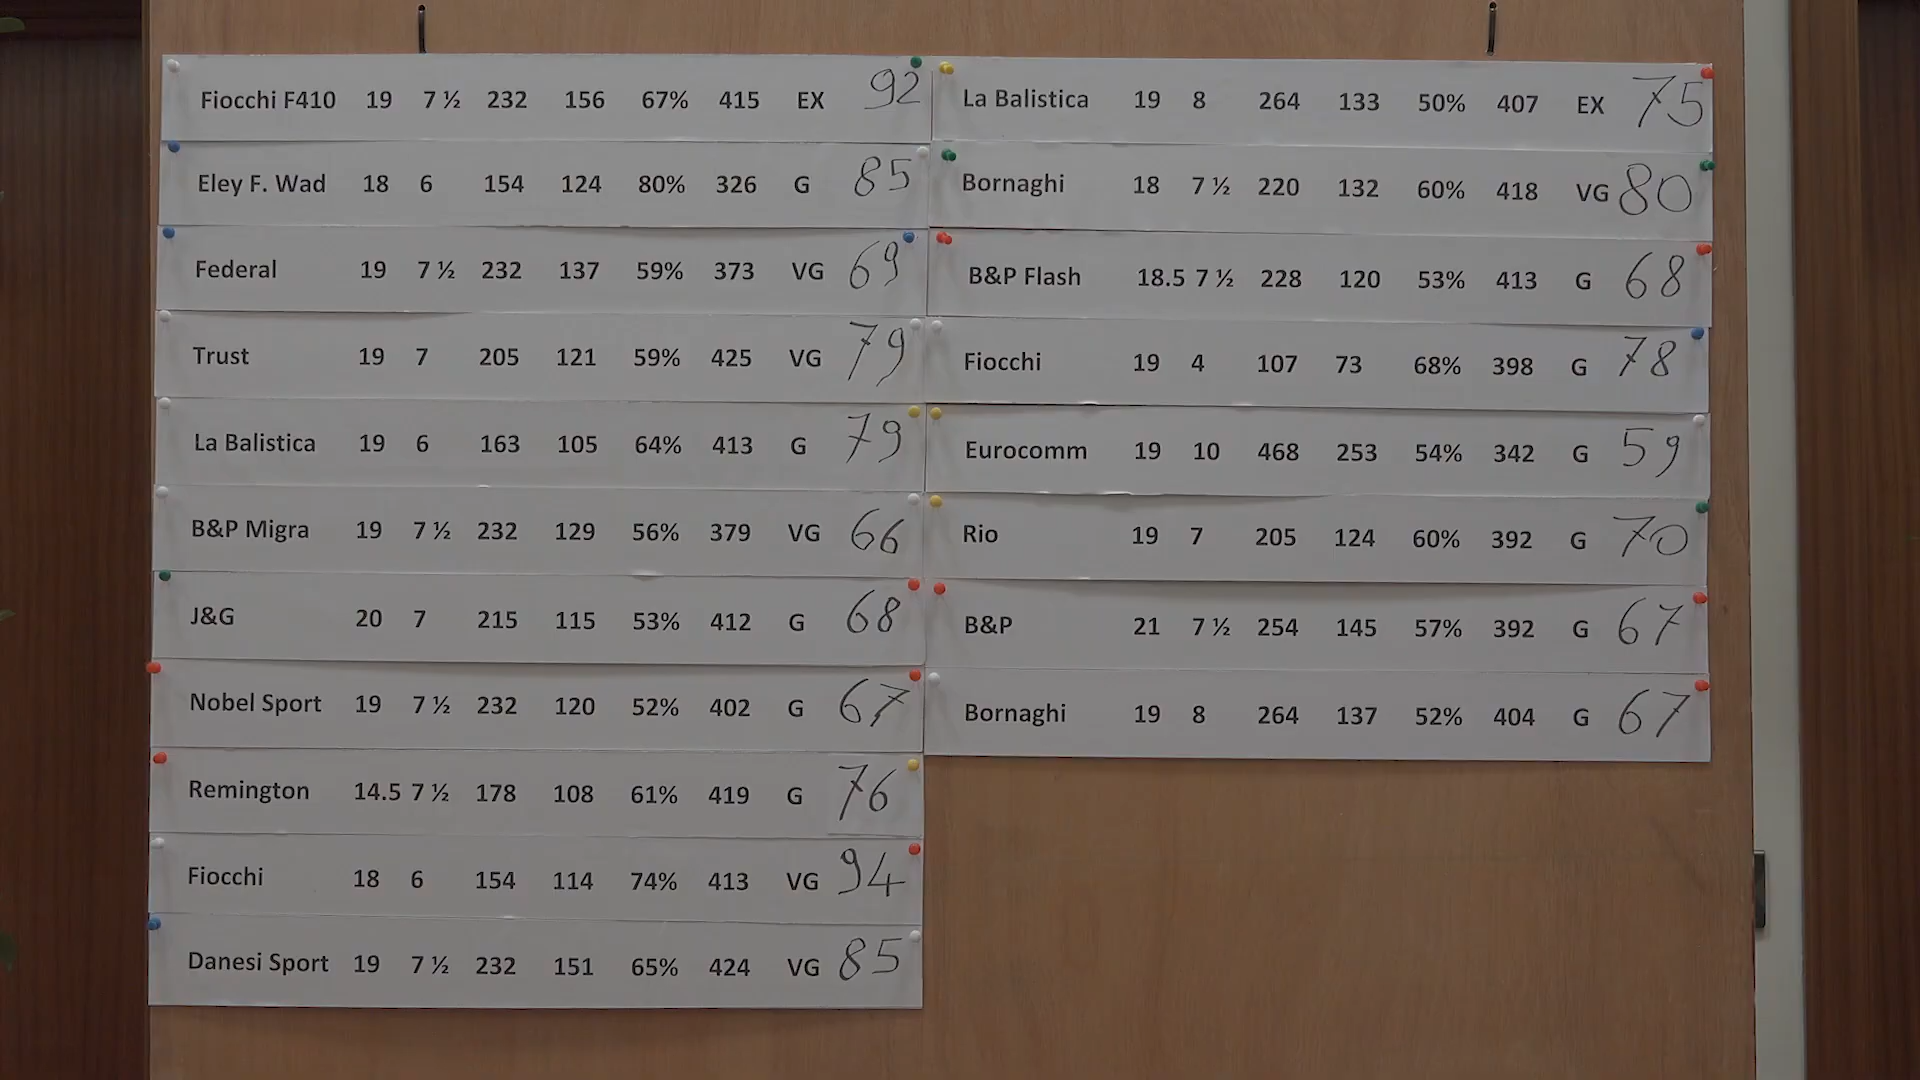 Fiocchi F410 19 7 ½ 232 156 67% 415 EX 92
Eley F. Wad 18 6 154 124 80% 326 G 85
Federal 19 7 ½ 232 137 59% 373 VG 69
Trust 19 7 205 121 59% 425 VG 79
La Balistica 19 6 163 105 64% 413 G 79
B&P Migra 19 7 ½ 232 129 56% 379 VG 66
J&G 20 7 215 115 53% 412 G 68
Nobel Sport 19 7 ½ 232 120 52% 402 G 67
Remington 14.5 7 ½ 178 108 61% 419 G 76
Fiocchi 18 6 154 114 74% 413 VG 94
Danesi Sport 19 7 ½ 232 151 65% 424 VG 85
La Balistica 19 8 264 133 50% 407 EX 75
Bornaghi 18 7 ½ 220 132 60% 418 VG 80
B&P Flash 18.5 7 ½ 228 120 53% 413 G 68
Fiocchi 19 4 107 73 68% 398 G 78
Eurocomm 19 10 468 253 54% 342 G 59
Rio 19 7 205 124 60% 392 G 70
B&P 21 7 ½ 254 145 57% 392 G 67
Bornaghi 19 8 264 137 52% 404 G 67